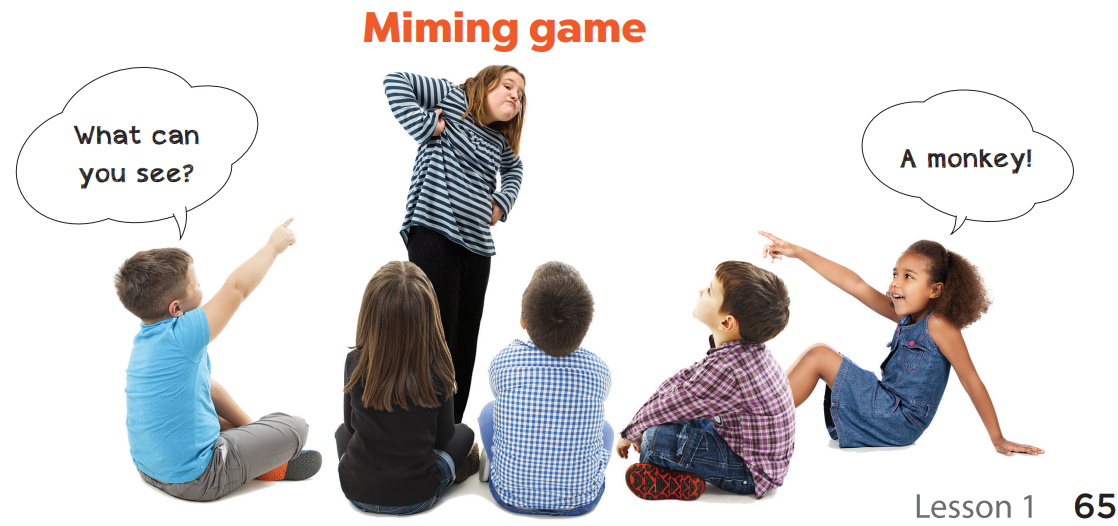 Miming game
What can
you see?
A monkey!
Lesson 1 65